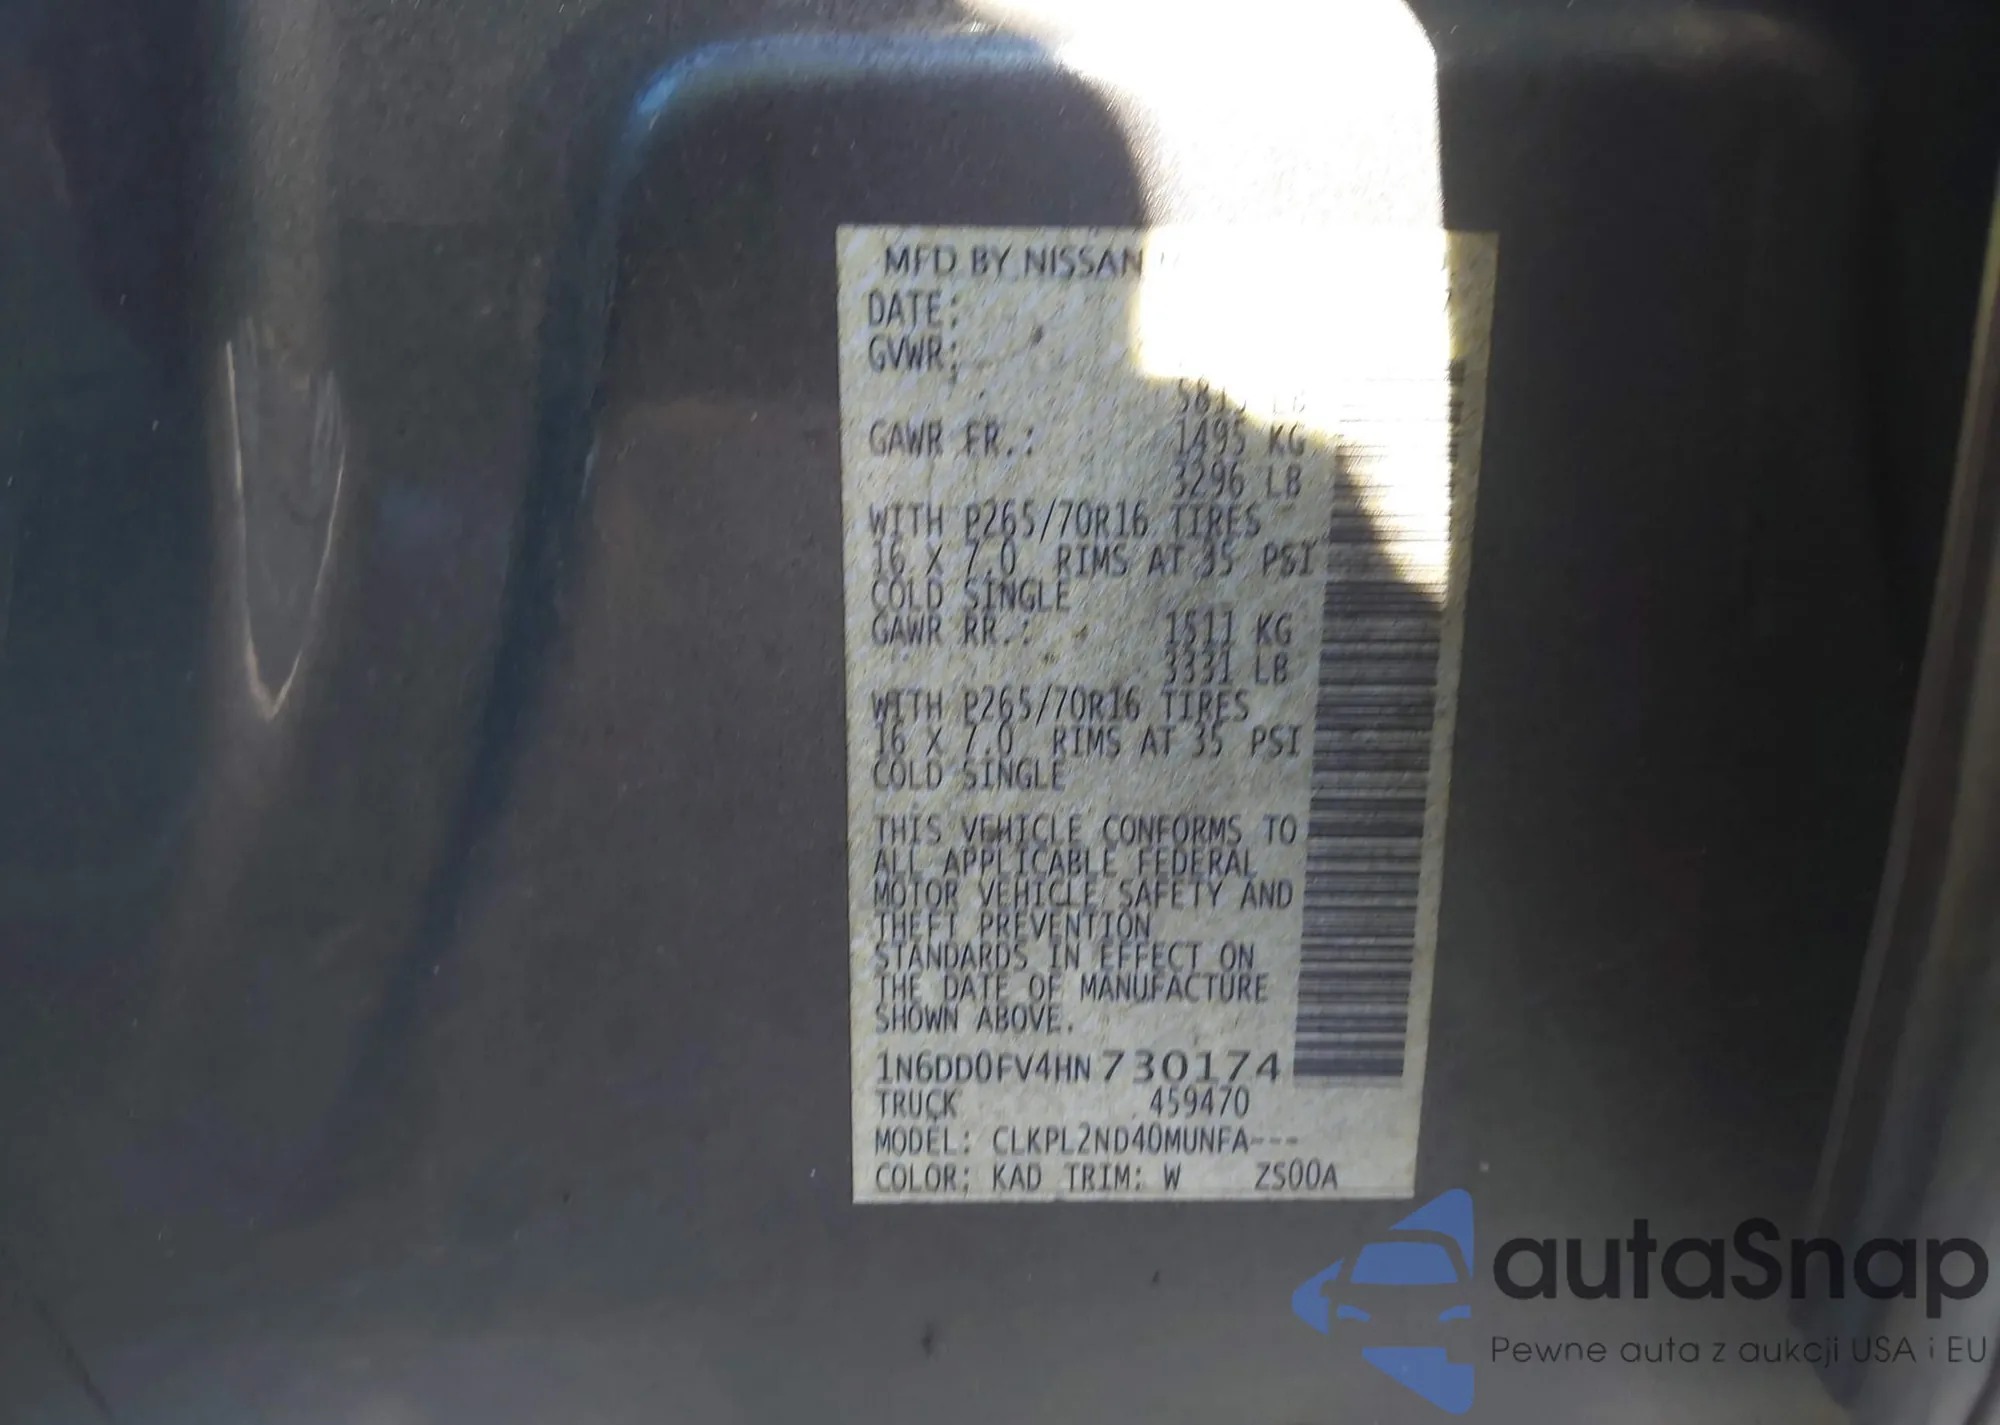 MFD BY NISSAN
DATE:
GVWR:
LB
GAWR FR.: 1495 KG
3296 LB
WITH P265/70R16 TIRES
16 X 7.0 RIMS AT 35 PSI
COLD SINGLE
GAWR RR.: 1511 KG
3331 LB
WITH P265/70R16 TIRES
16 X 7.0 RIMS AT 35 PSI
COLD SINGLE
THIS VEHICLE CONFORMS TO
ALL APPLICABLE FEDERAL
MOTOR VEHICLE SAFETY AND
THEFT PREVENTION
STANDARDS IN EFFECT ON
THE DATE OF MANUFACTURE
SHOWN ABOVE.
1N6DD0FV4HN730174
TRUCK 459470
MODEL: CLKPL2ND40MUNFA---
COLOR: KAD TRIM: W ZS00A
autaSnap
Pewne auta z aukcji USA i EU